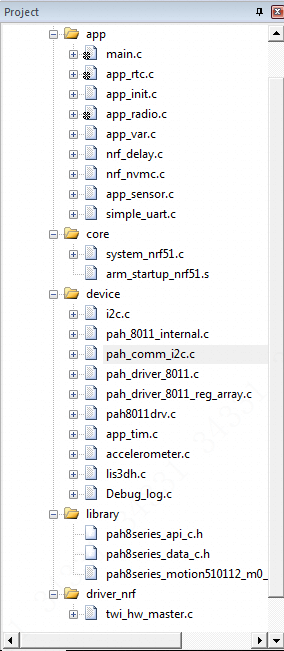 Project
app
main.c
app_rtc.c
app_init.c
app_radio.c
app_var.c
nrf_delay.c
nrf_nvmc.c
app_sensor.c
simple_uart.c
core
system_nrf51.c
arm_startup_nrf51.s
device
i2c.c
pah_8011_internal.c
pah_comm_i2c.c
pah_driver_8011.c
pah_driver_8011_reg_array.c
pah8011drv.c
app_tim.c
accelerometer.c
lis3dh.c
Debug_log.c
library
pah8series_api_c.h
pah8series_data_c.h
pah8series_motion510112_m0_
driver_nrf
twi_hw_master.c